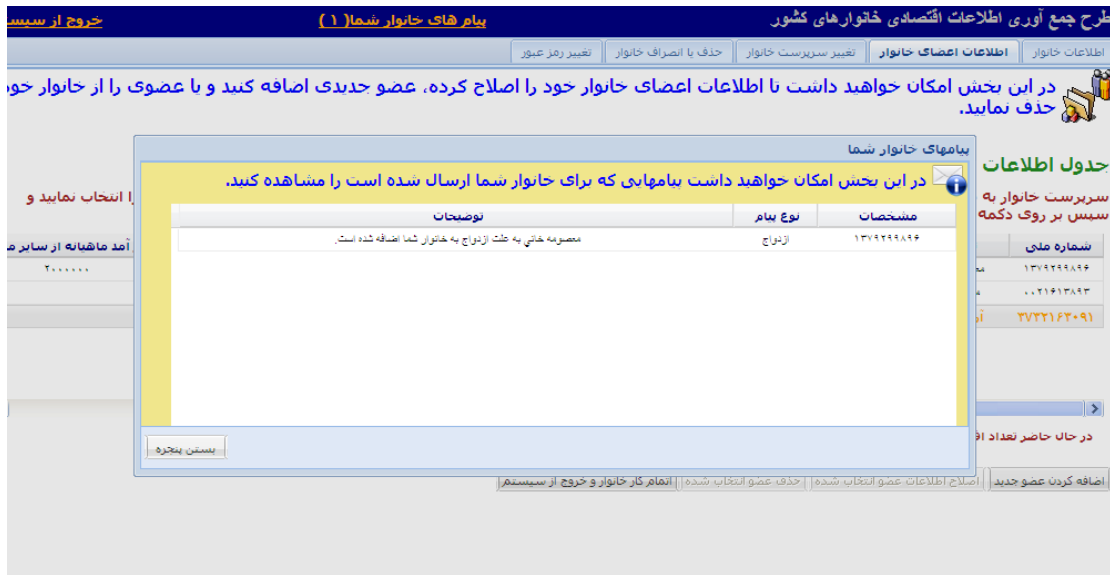 طرح جمع آوری اطلاعات اقتصادی خانوارهای کشور
پیام های خانوار شما( ۱ )
خروج از سیست
اطلاعات خانوار
اطلاعات اعضای خانوار
تغییر سرپرست خانوار
حذف یا انصراف خانوار
تغییر رمز عبور
در این بخش امکان خواهید داشت تا اطلاعات اعضای خانوار خود را اصلاح کرده، عضو جدیدی اضافه کنید و یا عضوی را از خانوار خود
حذف نمایید.
جدول اطلاعات
سرپرست خانوار به
را انتخاب نمایید و
سپس بر روی دکمه
شماره ملی
آمد ماهیانه از سایر
۱۳۷۹۲۹۹۸۹۶
۲۰۰۰۰۰۰
۰۰۲۱۶۱۳۸۹۳
۳۷۳۲۱۶۳۰۹۱
پیامهای خانوار شما
در این بخش امکان خواهید داشت پیامهایی که برای خانوار شما ارسال شده است را مشاهده کنید.
مشخصات نوع پیام توضیحات
۱۳۷۹۲۹۹۸۹۶ ازدواج معصومه خانی به علت ازدواج به خانوار شما اضافه شده است.
بستن پنجره
در حال حاضر تعداد
اضافه کردن عضو جدید
اصلاح اطلاعات عضو انتخاب شده
حذف عضو انتخاب شده
اتمام کار خانوار و خروج از سیستم